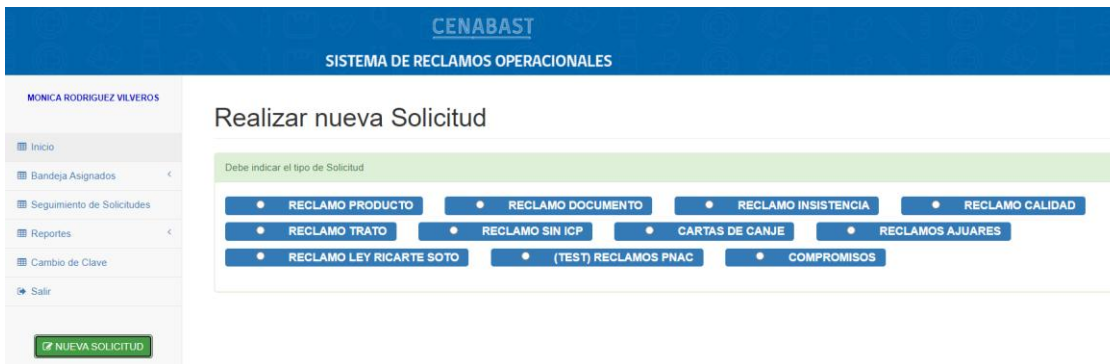 CENABAST
SISTEMA DE RECLAMOS OPERACIONALES
MONICA RODRIGUEZ VILVEROS
Inicio
Bandeja Asignados
Seguimiento de Solicitudes
Reportes
Cambio de Clave
Salir
NUEVA SOLICITUD
Realizar nueva Solicitud
Debe indicar el tipo de Solicitud
RECLAMO PRODUCTO RECLAMO DOCUMENTO RECLAMO INSISTENCIA RECLAMO CALIDAD
RECLAMO TRATO RECLAMO SIN ICP CARTAS DE CANJE RECLAMOS AJUARES
RECLAMO LEY RICARTE SOTO (TEST) RECLAMOS PNAC COMPROMISOS